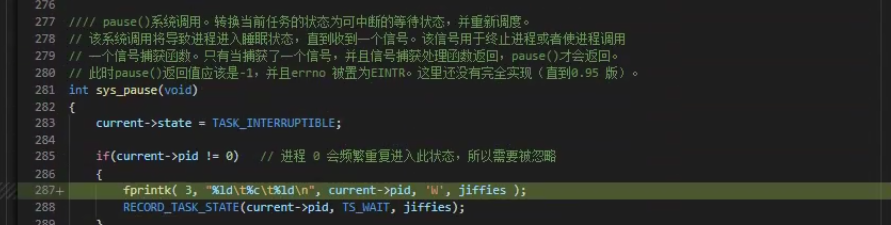 276
277 //// pause()系统调用。转换当前任务的状态为可中断的等待状态，并重新调度。
278 // 该系统调用将导致进程进入睡眠状态，直到收到一个信号。该信号用于终止进程或者使进程调用
279 // 一个信号捕获函数。只有当捕获了一个信号，并且信号捕获处理函数返回，pause()才会返回。
280 // 此时pause()返回值应该是-1，并且errno 被置为EINTR。这里还没有完全实现（直到0.95 版）。
281 int sys_pause(void)
282 {
283 current->state = TASK_INTERRUPTIBLE;
284
285 if(current->pid != 0) // 进程 0 会频繁重复进入此状态，所以需要被忽略
286 {
287+ fprintk( 3, "%ld\t%c\t%ld\n", current->pid, 'W', jiffies );
288 RECORD_TASK_STATE(current->pid, TS_WAIT, jiffies);
289 }